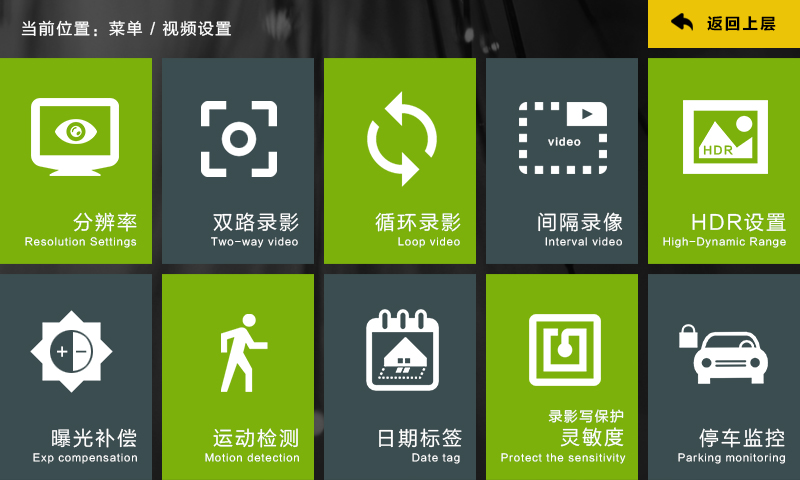 当前位置：菜单 / 视频设置
返回上层
分辨率
Resolution Settings
双路录影
Two-way video
循环录影
Loop video
video
间隔录像
Interval video
HDR
HDR设置
High-Dynamic Range
曝光补偿
Exp compensation
运动检测
Motion detection
日期标签
Date tag
录影写保护
灵敏度
Protect the sensitivity
停车监控
Parking monitoring